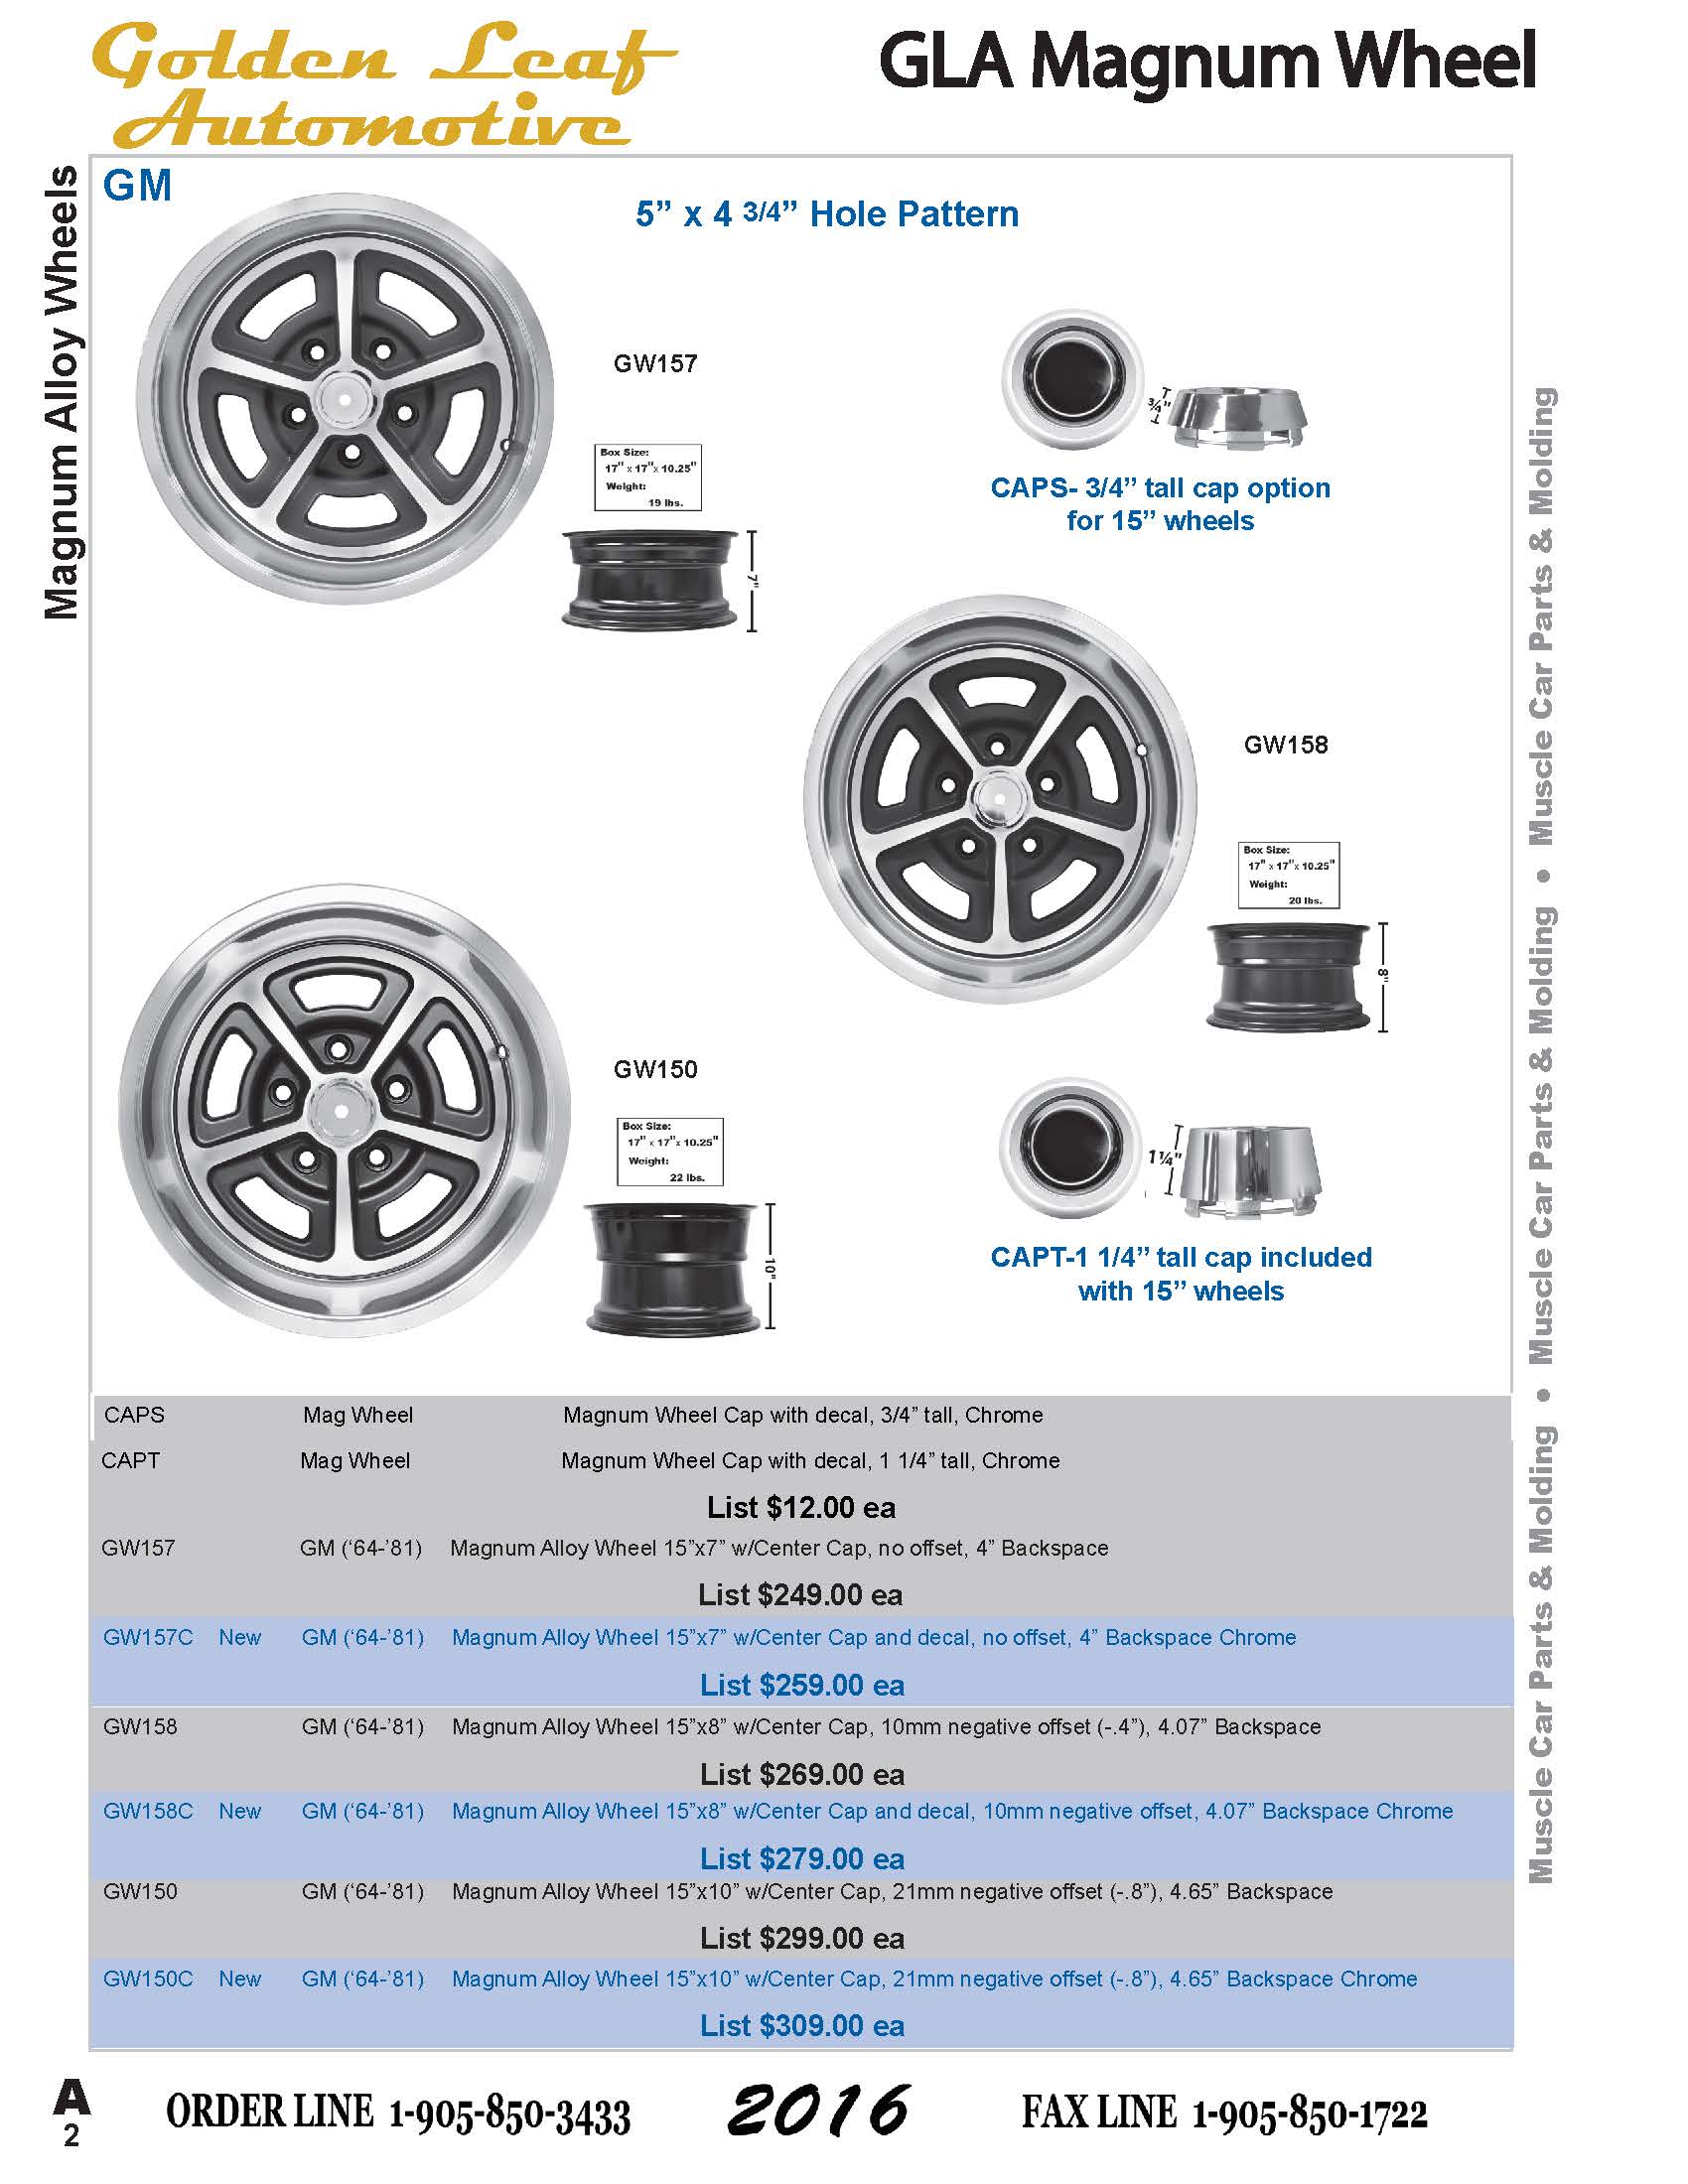 Golden Leaf
Automotive
GLA Magnum Wheel
Magnum Alloy Wheels
GM
5” x 4 3/4” Hole Pattern
GW157
Box Size:
17" x 17"x 10.25"
Weight:
19 lbs.
7"
3/4"
CAPS- 3/4” tall cap option
for 15” wheels
GW158
Box Size:
17" x 17"x 10.25"
Weight:
20 lbs.
8"
GW150
Box Size:
17" x 17"x 10.25"
Weight:
22 lbs.
10"
1¼"
CAPT-1 1/4” tall cap included
with 15” wheels
CAPS Mag Wheel Magnum Wheel Cap with decal, 3/4” tall, Chrome
CAPT Mag Wheel Magnum Wheel Cap with decal, 1 1/4” tall, Chrome
List $12.00 ea
GW157 GM (‘64-’81) Magnum Alloy Wheel 15”x7” w/Center Cap, no offset, 4” Backspace
List $249.00 ea
GW157C New GM (‘64-’81) Magnum Alloy Wheel 15”x7” w/Center Cap and decal, no offset, 4” Backspace Chrome
List $259.00 ea
GW158 GM (‘64-’81) Magnum Alloy Wheel 15”x8” w/Center Cap, 10mm negative offset (-.4”), 4.07” Backspace
List $269.00 ea
GW158C New GM (‘64-’81) Magnum Alloy Wheel 15”x8” w/Center Cap and decal, 10mm negative offset, 4.07” Backspace Chrome
List $279.00 ea
GW150 GM (‘64-’81) Magnum Alloy Wheel 15”x10” w/Center Cap, 21mm negative offset (-.8”), 4.65” Backspace
List $299.00 ea
GW150C New GM (‘64-’81) Magnum Alloy Wheel 15”x10” w/Center Cap, 21mm negative offset (-.8”), 4.65” Backspace Chrome
List $309.00 ea
Muscle Car Parts & Molding • Muscle Car Parts & Molding • Muscle Car Parts & Molding
A
2
ORDER LINE 1-905-850-3433
2016
FAX LINE 1-905-850-1722